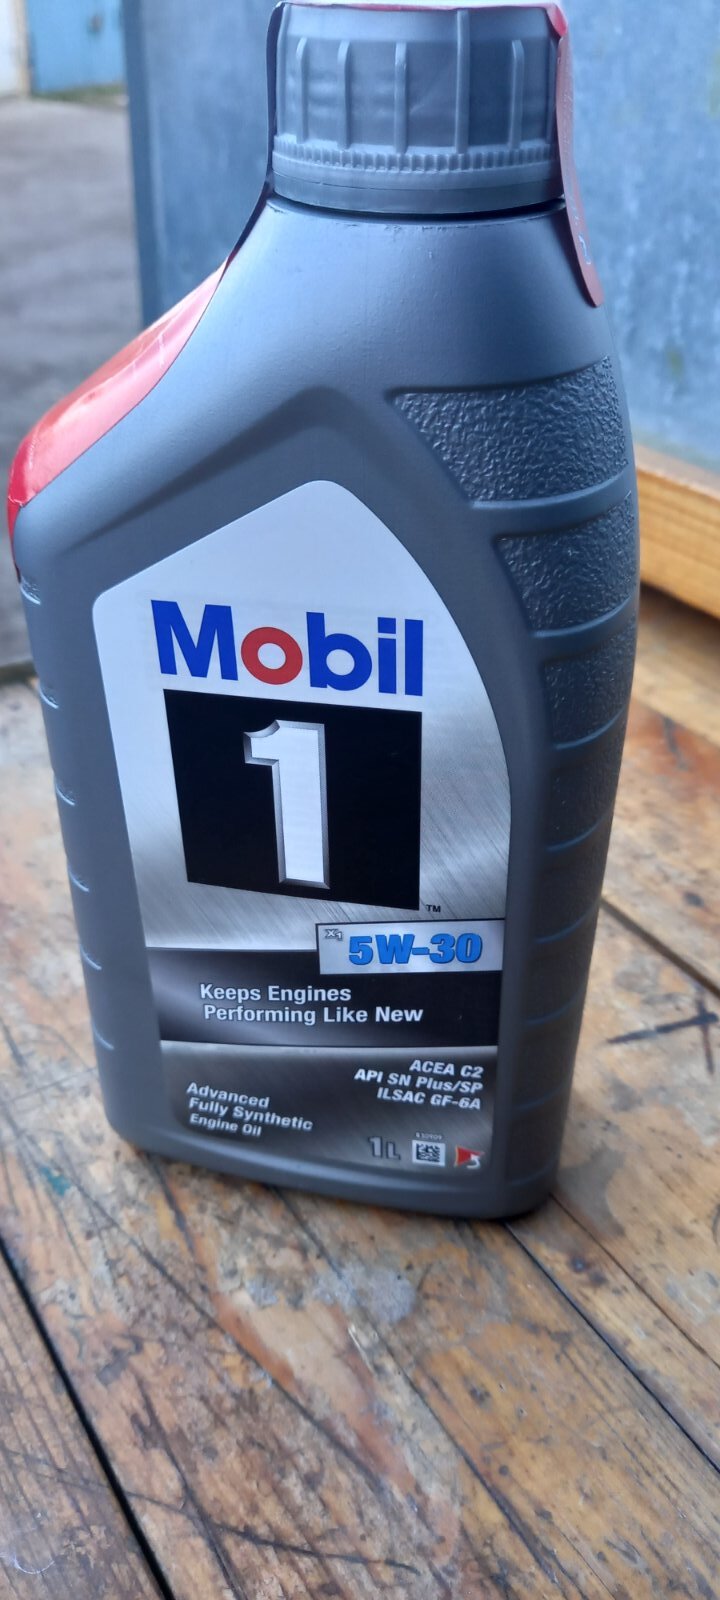 Mobil
1
™
x1 5W-30
Keeps Engines
Performing Like New
ACEA C2
API SN Plus/SP
ILSAC GF-6A
Advanced
Fully Synthetic
Engine Oil
1L